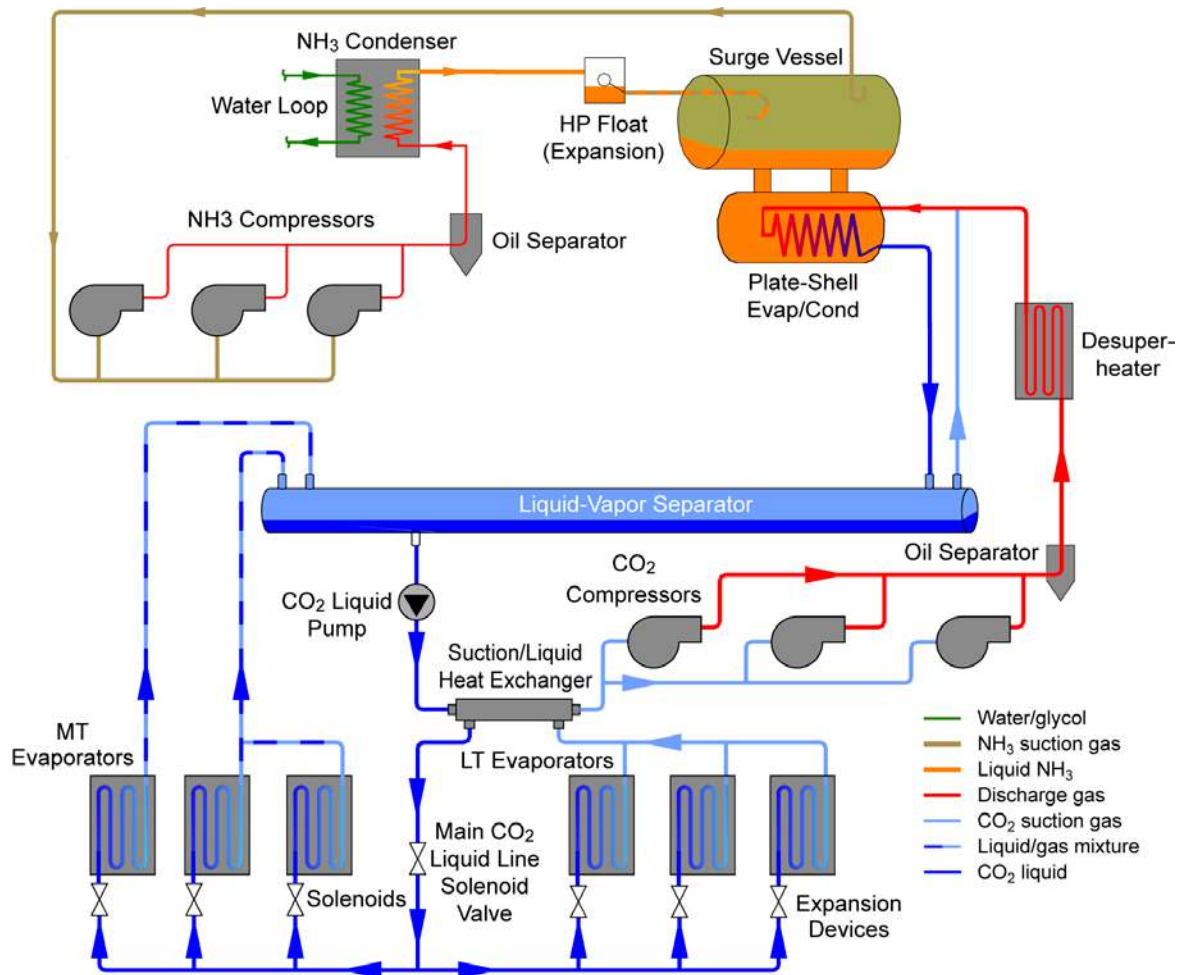 NH₃ Condenser
Surge Vessel
Water Loop
HP Float
(Expansion)
NH3 Compressors
Oil Separator
Plate-Shell
Evap/Cond
Desuper-
heater
Liquid-Vapor Separator
Oil Separator
CO₂
Compressors
CO₂ Liquid
Pump
Suction/Liquid
Heat Exchanger
MT
Evaporators
LT Evaporators
Main CO₂
Liquid Line
Solenoid
Valve
Solenoids
Expansion
Devices
Water/glycol
NH₃ suction gas
Liquid NH₃
Discharge gas
CO₂ suction gas
Liquid/gas mixture
CO₂ liquid